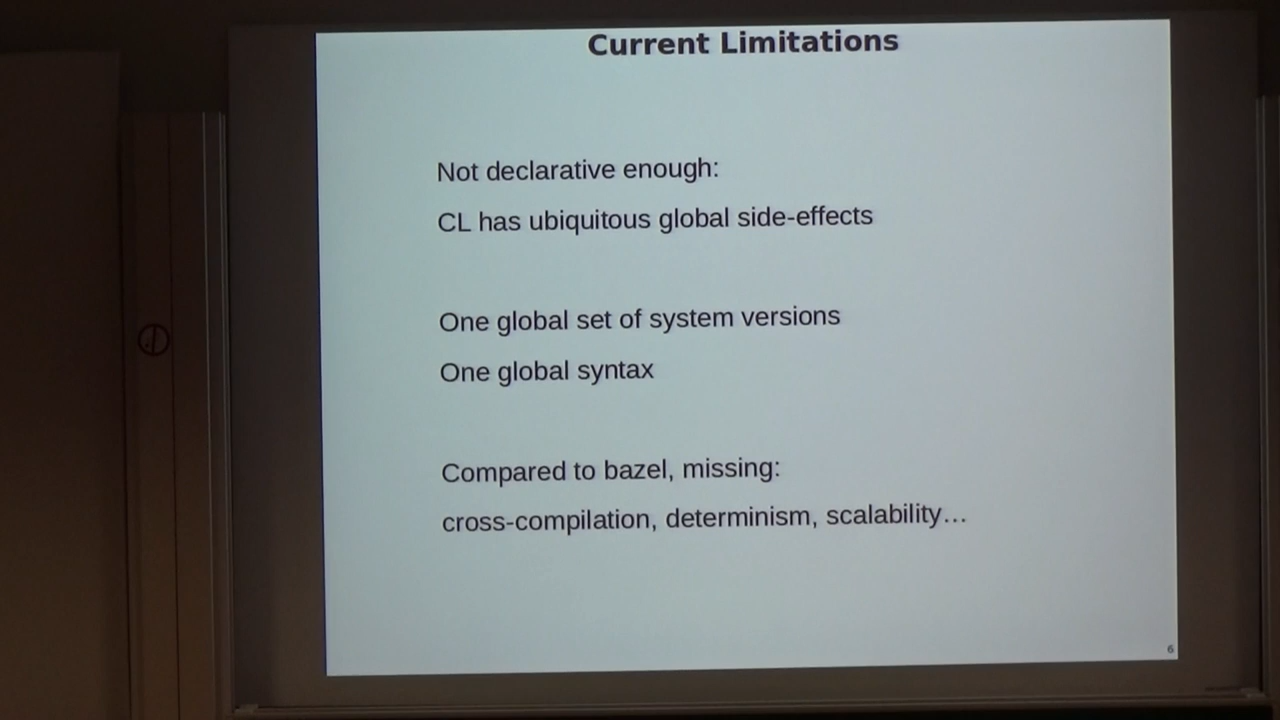 Current Limitations
Not declarative enough:
CL has ubiquitous global side-effects
One global set of system versions
One global syntax
Compared to bazel, missing:
cross-compilation, determinism, scalability…
6